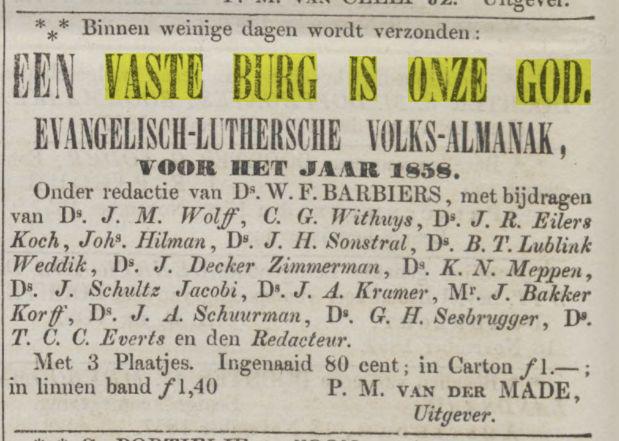 Uitgever.
*** Binnen weinige dagen wordt verzonden:
EEN VASTE BURG IS ONZE GOD.
EVANGELISCH-LUTHERSCHE VOLKS-ALMANAK,
VOOR HET JAAR 1858.
Onder redactie van Ds. W. F. BARBIERS, met bijdragen
van Ds. J. M. Wolff, C. G. Withuys, Ds. J. R. Eilers
Koch, Johs. Hilman, Ds. J. H. Sonstral, Ds. B. T. Lublink
Weddik, Ds. J. Decker Zimmerman, Ds. K. N. Meppen,
Ds. J. Schultz Jacobi, Ds. J. A. Kramer, Mr. J. Bakker
Korff, Ds. J. A. Schuurman, Ds. G. H. Sesbrugger, Ds.
T. C. C. Everts en den Redacteur.
Met 3 Plaatjes. Ingenaaid 80 cent; in Carton f1.—;
in linnen band f1,40 P. M. VAN DER MADE,
Uitgever.